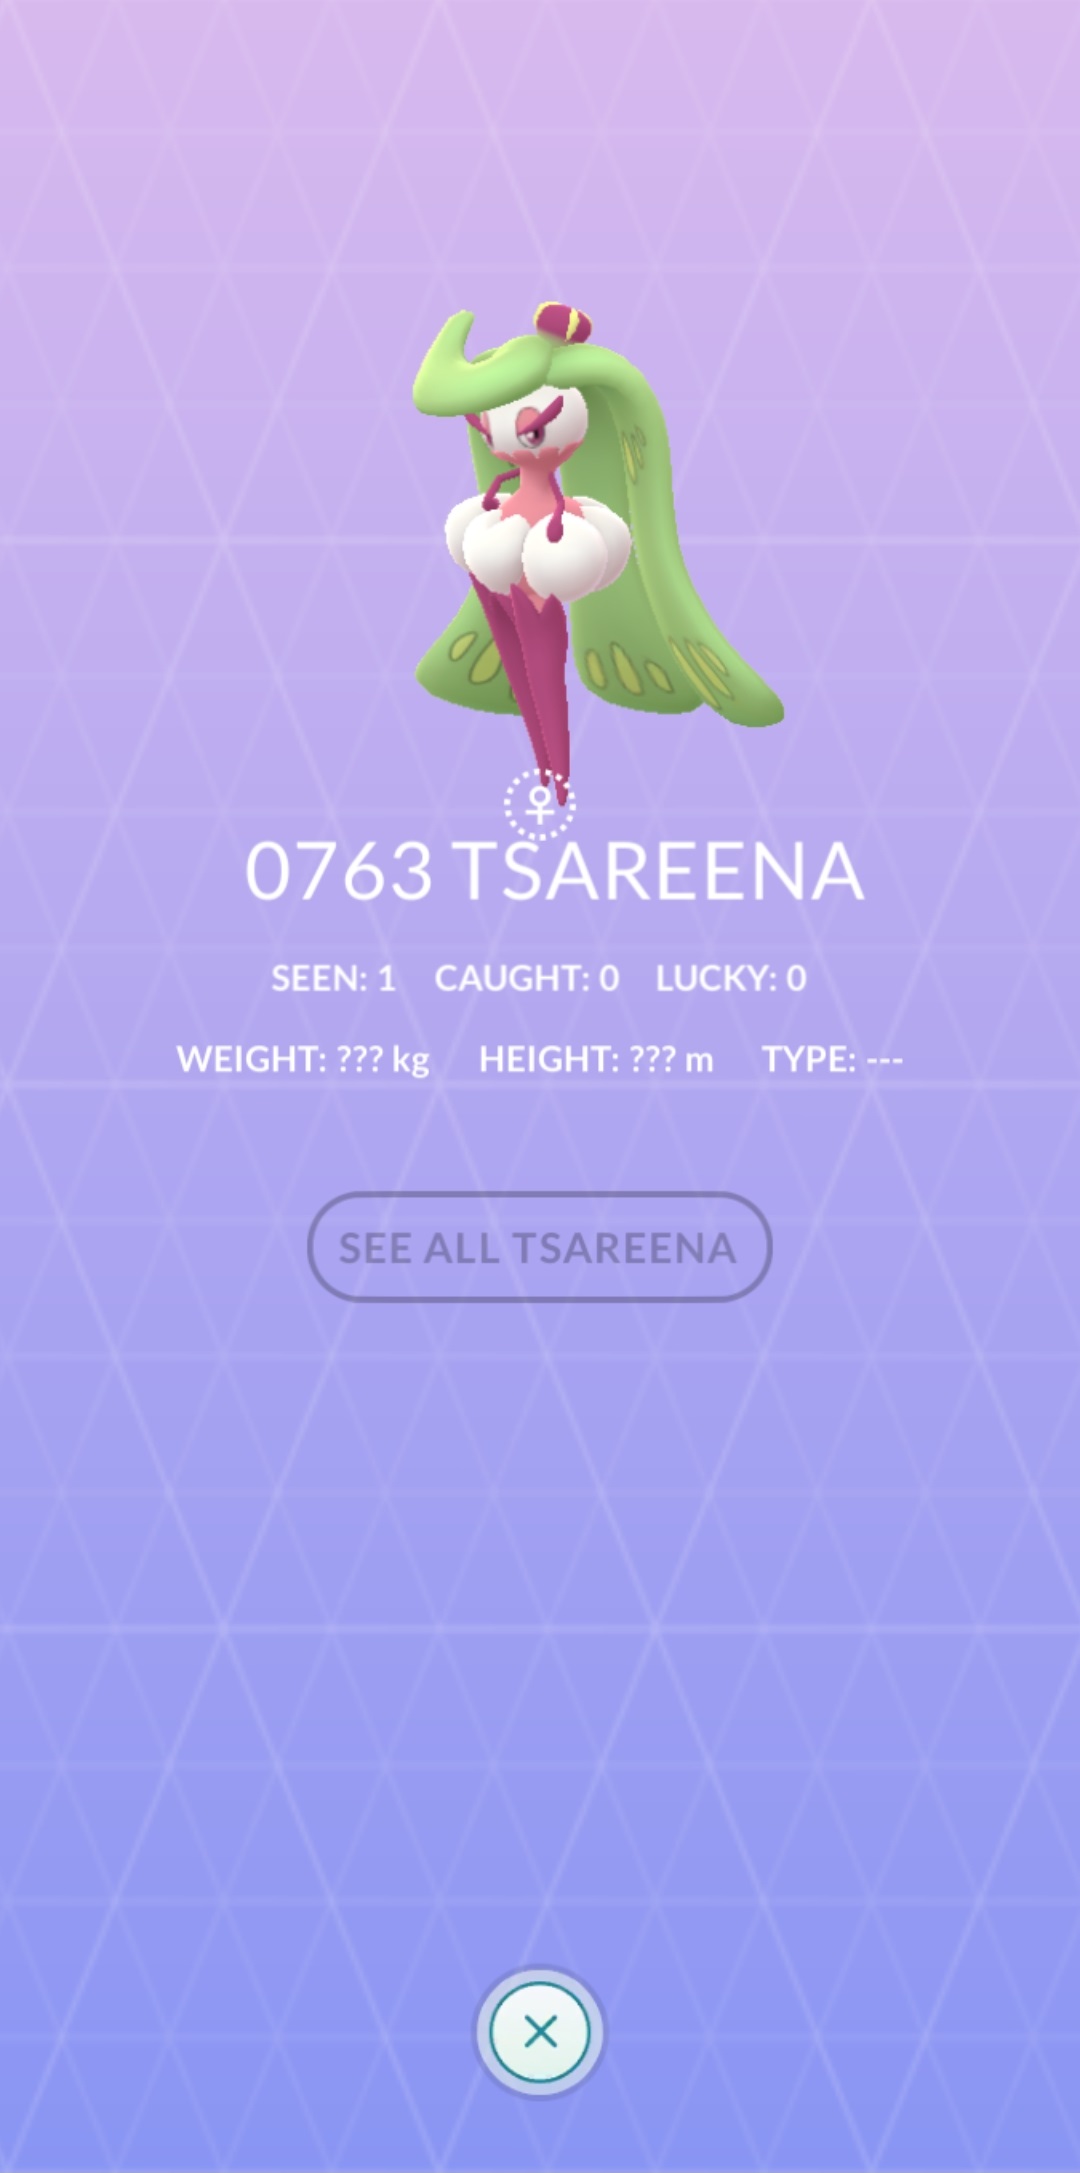 0763 TSAREENA
SEEN: 1 CAUGHT: 0 LUCKY: 0
WEIGHT: ??? kg HEIGHT: ??? m TYPE: ---
SEE ALL TSAREENA